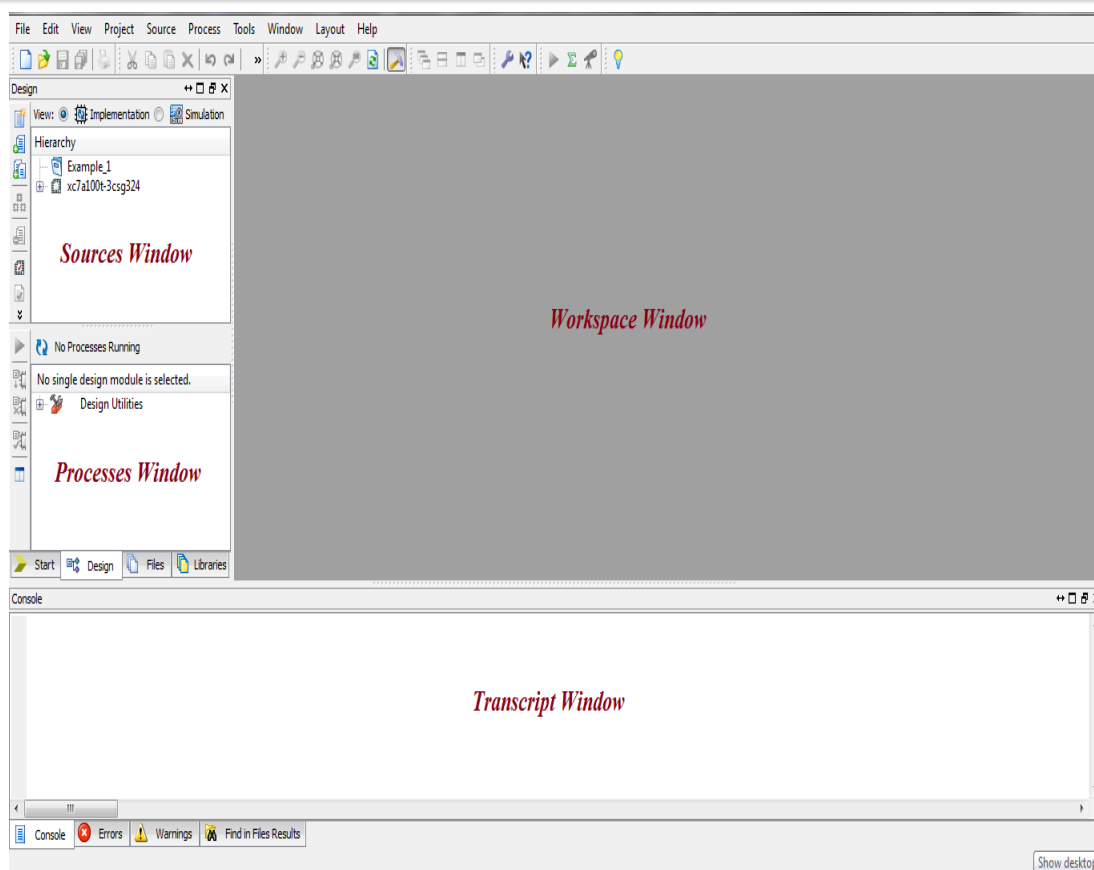 File Edit View Project Source Process Tools Window Layout Help
Design
View: Implementation Simulation
Hierarchy
Example_1
xc7a100t-3csg324
Sources Window
No Processes Running
No single design module is selected.
Design Utilities
Processes Window
Start Design Files Libraries
Workspace Window
Console
Transcript Window
Console Errors Warnings Find in Files Results
Show desktop